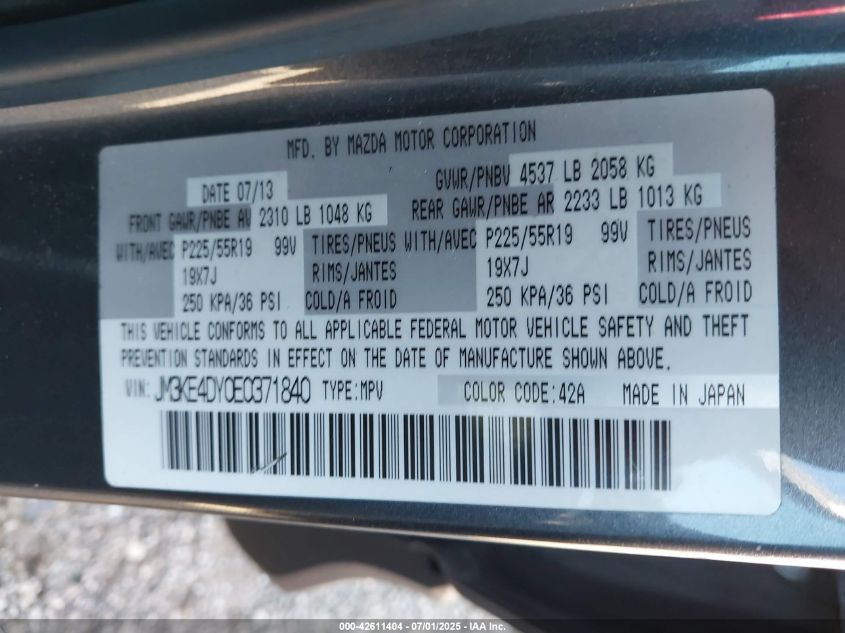 MFD. BY MAZDA MOTOR CORPORATION
DATE 07/13 GVWR/PNBV 4537 LB 2058 KG
FRONT GAWR/PNBE AV 2310 LB 1048 KG REAR GAWR/PNBE AR 2233 LB 1013 KG
WITH/AVEC P225/55R19 99V TIRES/PNEUS WITH/AVEC P225/55R19 99V TIRES/PNEUS
19X7J RIMS/JANTES 19X7J RIMS/JANTES
250 KPA/36 PSI COLD/A FROID 250 KPA/36 PSI COLD/A FROID
THIS VEHICLE CONFORMS TO ALL APPLICABLE FEDERAL MOTOR VEHICLE SAFETY AND THEFT
PREVENTION STANDARDS IN EFFECT ON THE DATE OF MANUFACTURE SHOWN ABOVE.
VIN: JM3KE4DY0E0371840 TYPE:MPV COLOR CODE:42A MADE IN JAPAN
000-42611404 - 07/01/2025 - IAA Inc.